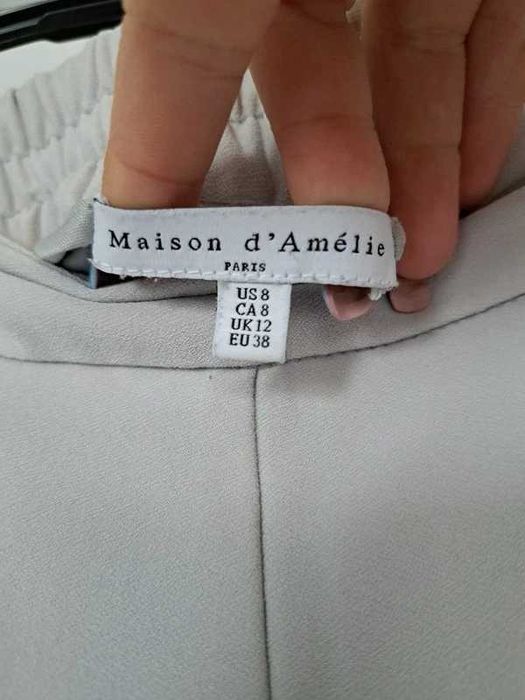 Maison d'Amélie
PARIS
US 8
CA 8
UK 12
EU 38